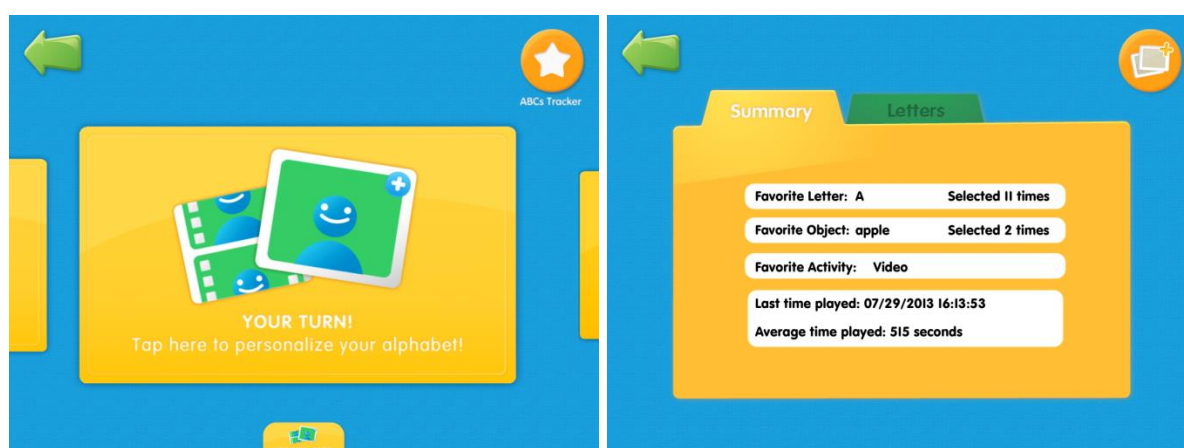 ABCs Tracker
YOUR TURN!
Tap here to personalize your alphabet!
Summary
Letters
Favorite Letter: A Selected 11 times
Favorite Object: apple Selected 2 times
Favorite Activity: Video
Last time played: 07/29/2013 16:13:53
Average time played: 515 seconds